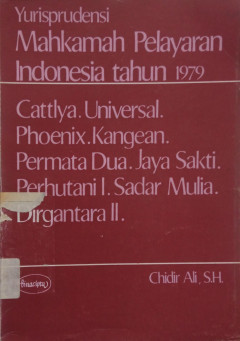 Yurisprudensi
Mahkamah Pelayaran
Indonesia tahun 1979
Cattlya. Universal.
Phoenix. Kangean.
Permata Dua. Jaya Sakti.
Perhutani I. Sadar Mulia.
Dirgantara II.
Chidir Ali, S.H.